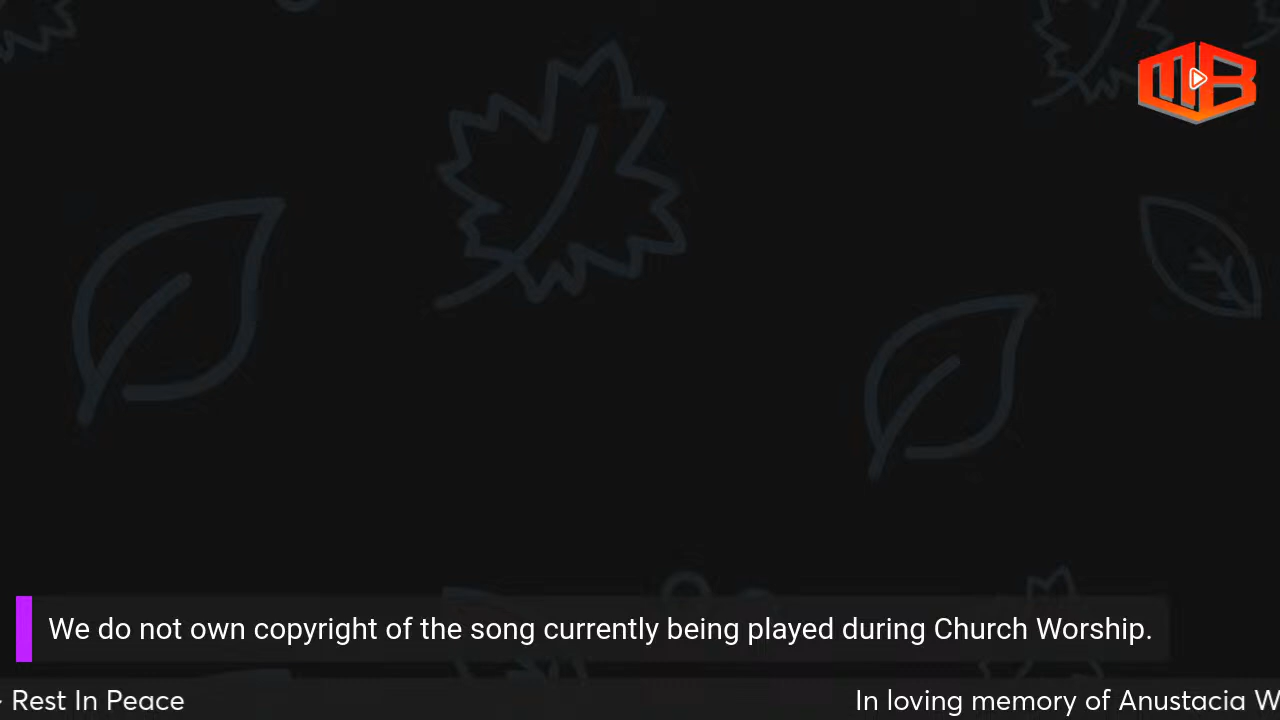 MB
We do not own copyright of the song currently being played during Church Worship.
Rest In Peace
In loving memory of Anustacia W